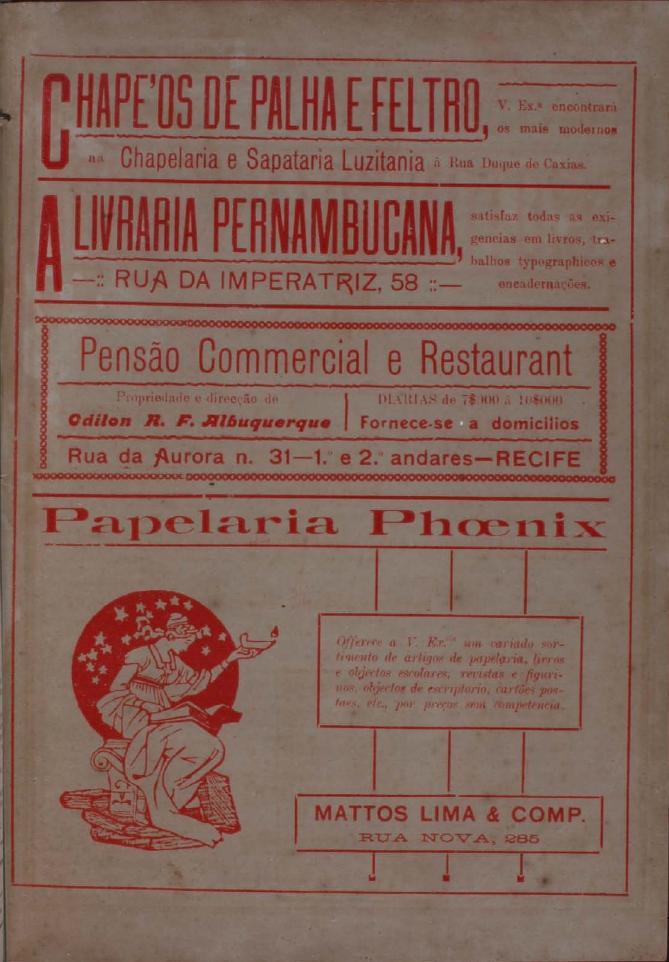 CHAPE'OS DE PALHA E FELTRO,
V. Ex.ª encontrará
os mais modernos
na Chapelaria e Sapataria Luzitania á Rua Duque de Caxias.
A LIVRARIA PERNAMBUCANA,
satisfaz todas as exi-
gencias em livros, tra-
balhos typographicos e
encadernações.
—:: RUA DA IMPERATRIZ, 58 ::—
Pensão Commercial e Restaurant
Propriedade e direcção de
Odilon R. F. Albuquerque
DIARIAS de 7$000 á 10$000
Fornece-se a domicilios
Rua da Aurora n. 31—1.º e 2.º andares—RECIFE
Papelaria Phœnix
Offerece a V. Ex.ᶜⁱᵃ um variado sor-
timento de artigos de papelaria, livros
e objectos escolares, revistas e figuri-
nos, objectos de escriptorio, cartões pos-
taes, etc., por preços sem competencia.
MATTOS LIMA & COMP.
RUA NOVA, 285